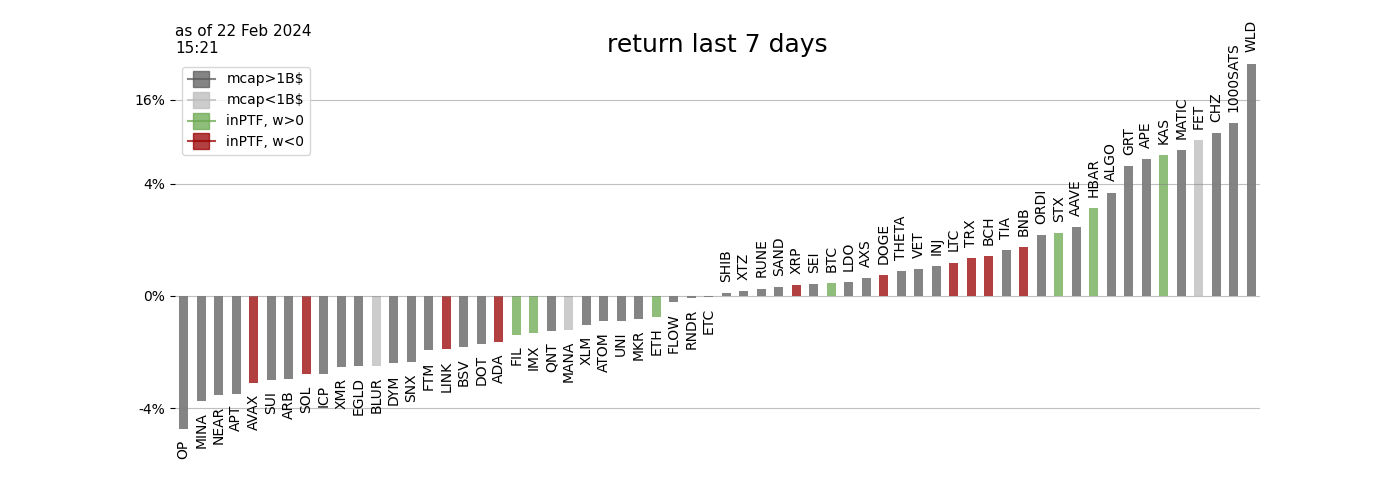 as of 22 Feb 2024
15:21
return last 7 days
mcap>1B$
mcap<1B$
inPTF, w>0
inPTF, w<0
16%
4%
0%
-4%
OP
MINA
NEAR
APT
AVAX
SUI
ARB
SOL
ICP
XMR
EGLD
BLUR
DYM
SNX
FTM
LINK
BSV
DOT
ADA
FIL
IMX
QNT
MANA
XLM
ATOM
UNI
MKR
ETH
FLOW
RNDR
ETC
SHIB
XTZ
RUNE
SAND
XRP
SEI
BTC
LDO
AXS
DOGE
THETA
VET
INJ
LTC
TRX
BCH
TIA
BNB
ORDI
STX
AAVE
HBAR
ALGO
GRT
APE
KAS
MATIC
FET
CHZ
1000SATS
WLD